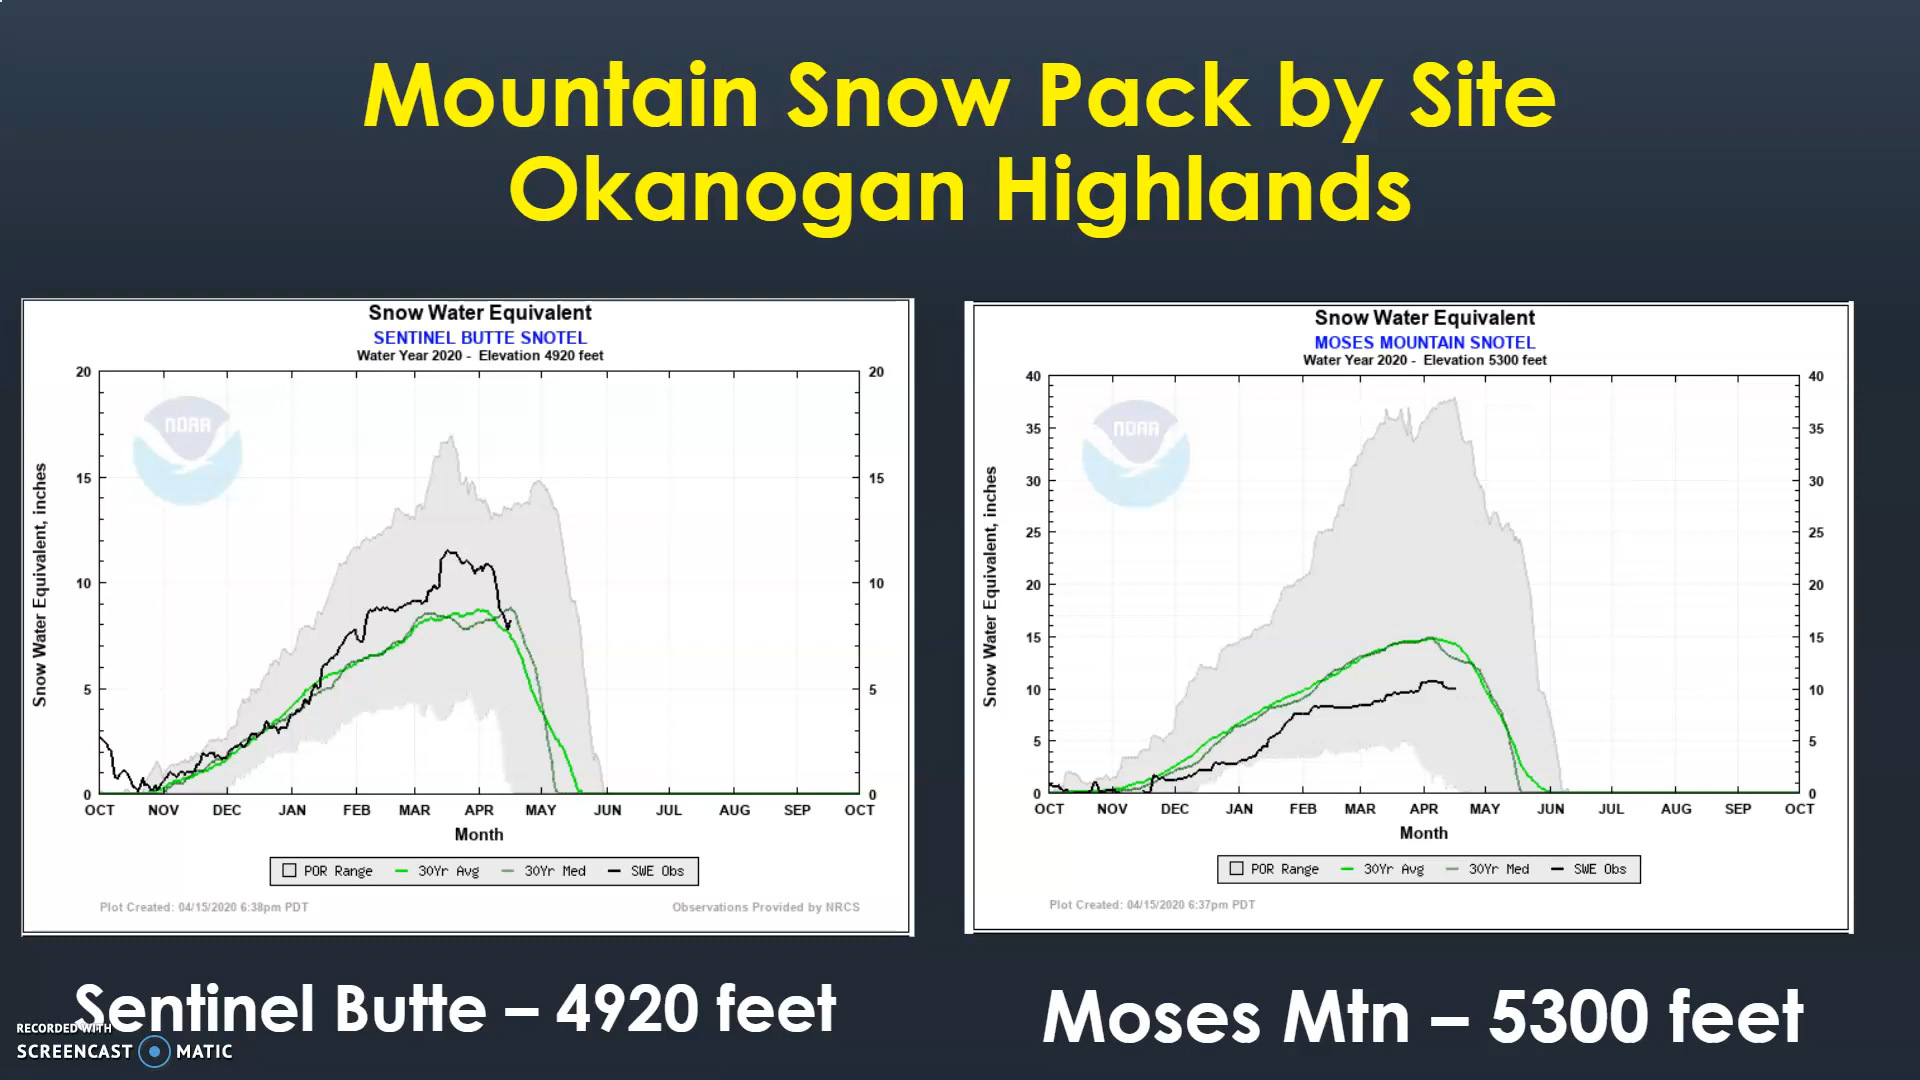 Mountain Snow Pack by Site
Okanogan Highlands
Snow Water Equivalent
SENTINEL BUTTE SNOTEL
Water Year 2020 - Elevation 4920 feet
NOAA
Snow Water Equivalent, inches
20
15
10
5
0
20
15
10
5
0
OCT NOV DEC JAN FEB MAR APR MAY JUN JUL AUG SEP OCT
Month
POR Range 30Yr Avg 30Yr Med SWE Obs
Plot Created: 04/15/2020 6:38pm PDT Observations Provided by NRCS
Snow Water Equivalent
MOSES MOUNTAIN SNOTEL
Water Year 2020 - Elevation 5300 feet
NOAA
Snow Water Equivalent, inches
40
35
30
25
20
15
10
5
0
40
35
30
25
20
15
10
5
0
OCT NOV DEC JAN FEB MAR APR MAY JUN JUL AUG SEP OCT
Month
POR Range 30Yr Avg 30Yr Med SWE Obs
Plot Created: 04/15/2020 6:37pm PDT
Sentinel Butte – 4920 feet
Moses Mtn – 5300 feet
RECORDED WITH
SCREENCAST MATIC